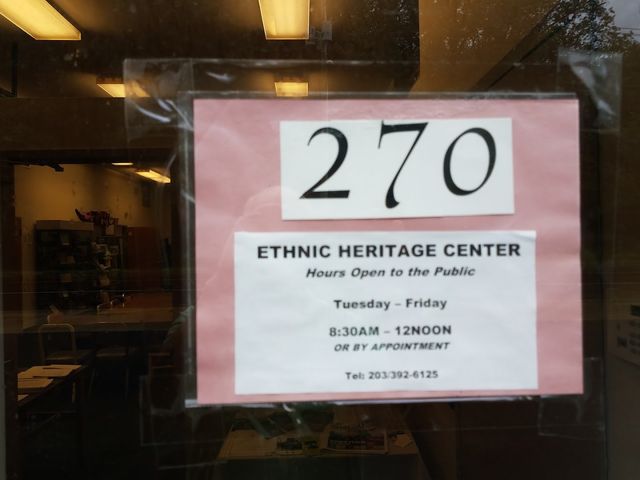 270
ETHNIC HERITAGE CENTER
Hours Open to the Public
Tuesday – Friday
8:30AM – 12NOON
OR BY APPOINTMENT
Tel: 203/392-6125